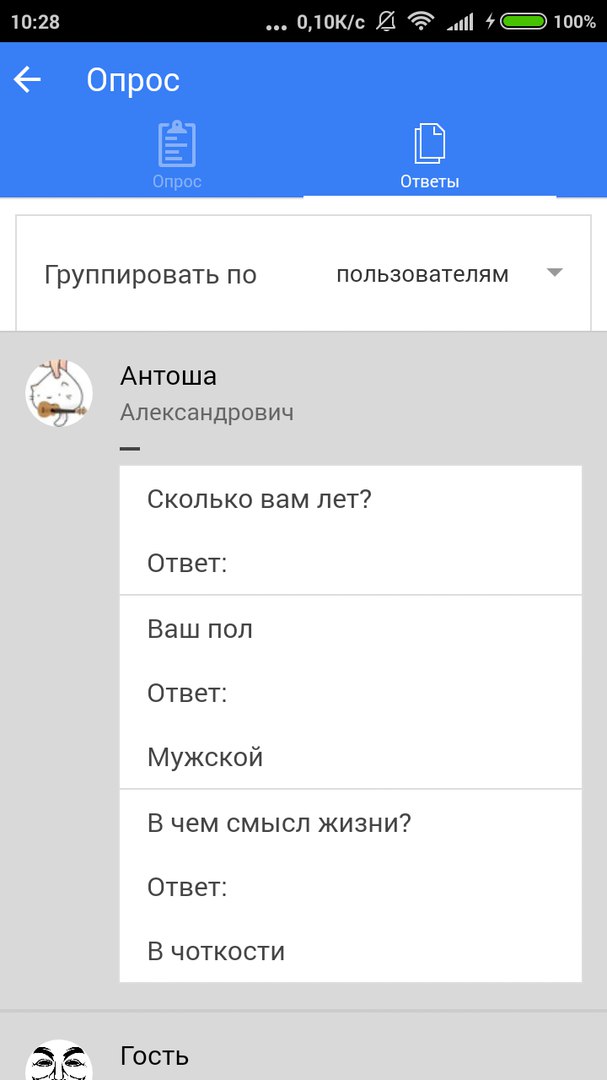 10:28 ... 0,10К/с 100%
Опрос
Опрос Ответы
Группировать по пользователям
Антоша
Александрович
Сколько вам лет?
Ответ:
Ваш пол
Ответ:
Мужской
В чем смысл жизни?
Ответ:
В чоткости
Гость